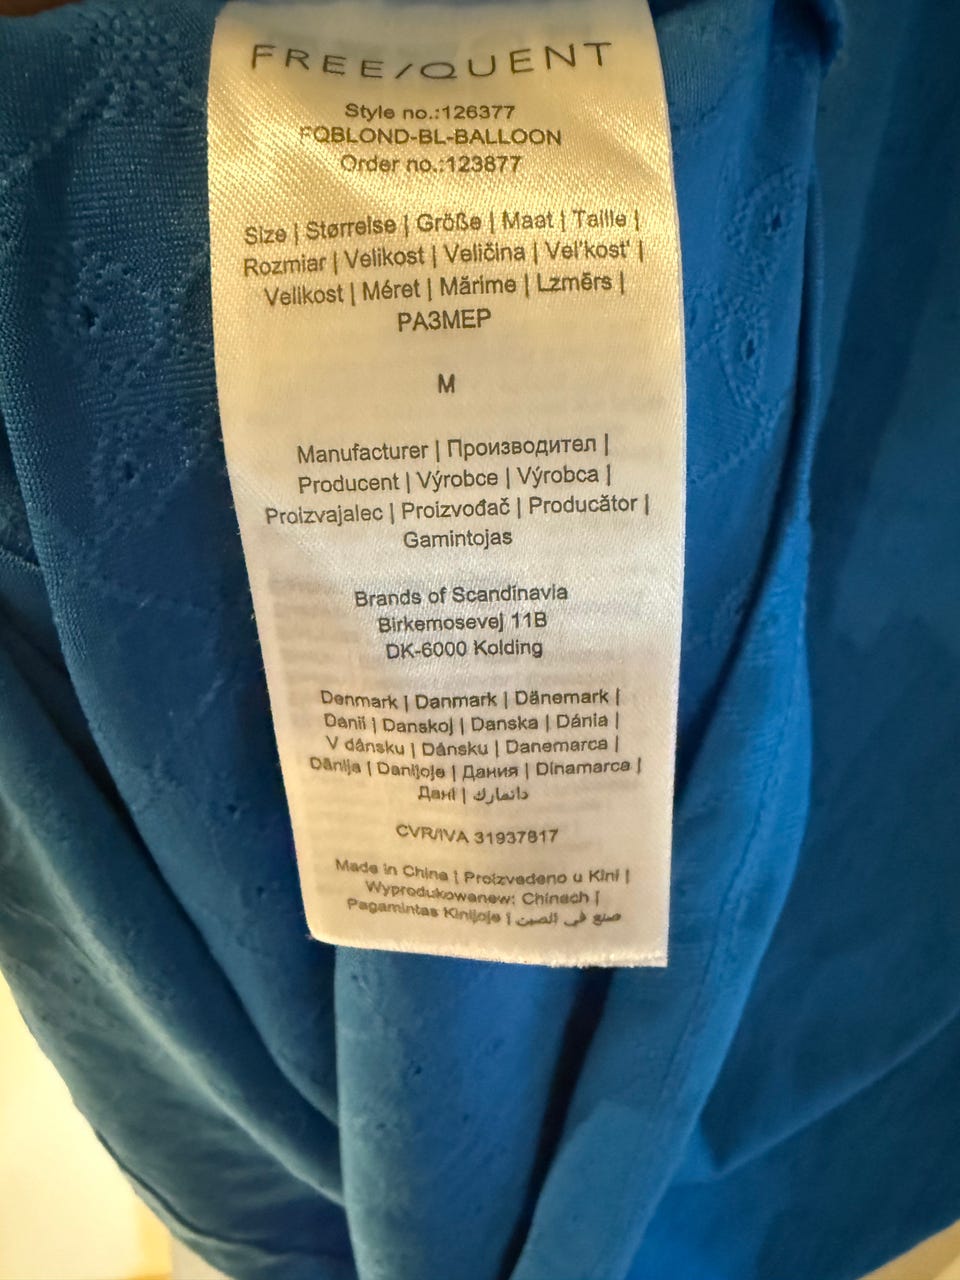 FREE/QUENT
Style no.:126377
FQBLOND-BL-BALLOON
Order no.:123877
Size | Størrelse | Größe | Maat | Taille |
Rozmiar | Velikost | Veličina | Vel'kost' |
Velikost | Méret | Mărime | Lzmērs |
РАЗМЕР
M
Manufacturer | Производител |
Producent | Výrobce | Výrobca |
Proizvajalec | Proizvođač | Producător |
Gamintojas
Brands of Scandinavia
Birkemosevej 11B
DK-6000 Kolding
Denmark | Danmark | Dänemark |
Danii | Danskoj | Danska | Dánia |
V dánsku | Dánsku | Danemarca |
Dānija | Danijoje | Дания | Dinamarca |
Дані | دانمارك
CVR/IVA 31937817
Made in China | Proizvedeno u Kini |
Wyprodukowanew: Chinach |
Pagamintas Kinijoje | صنع في الصين